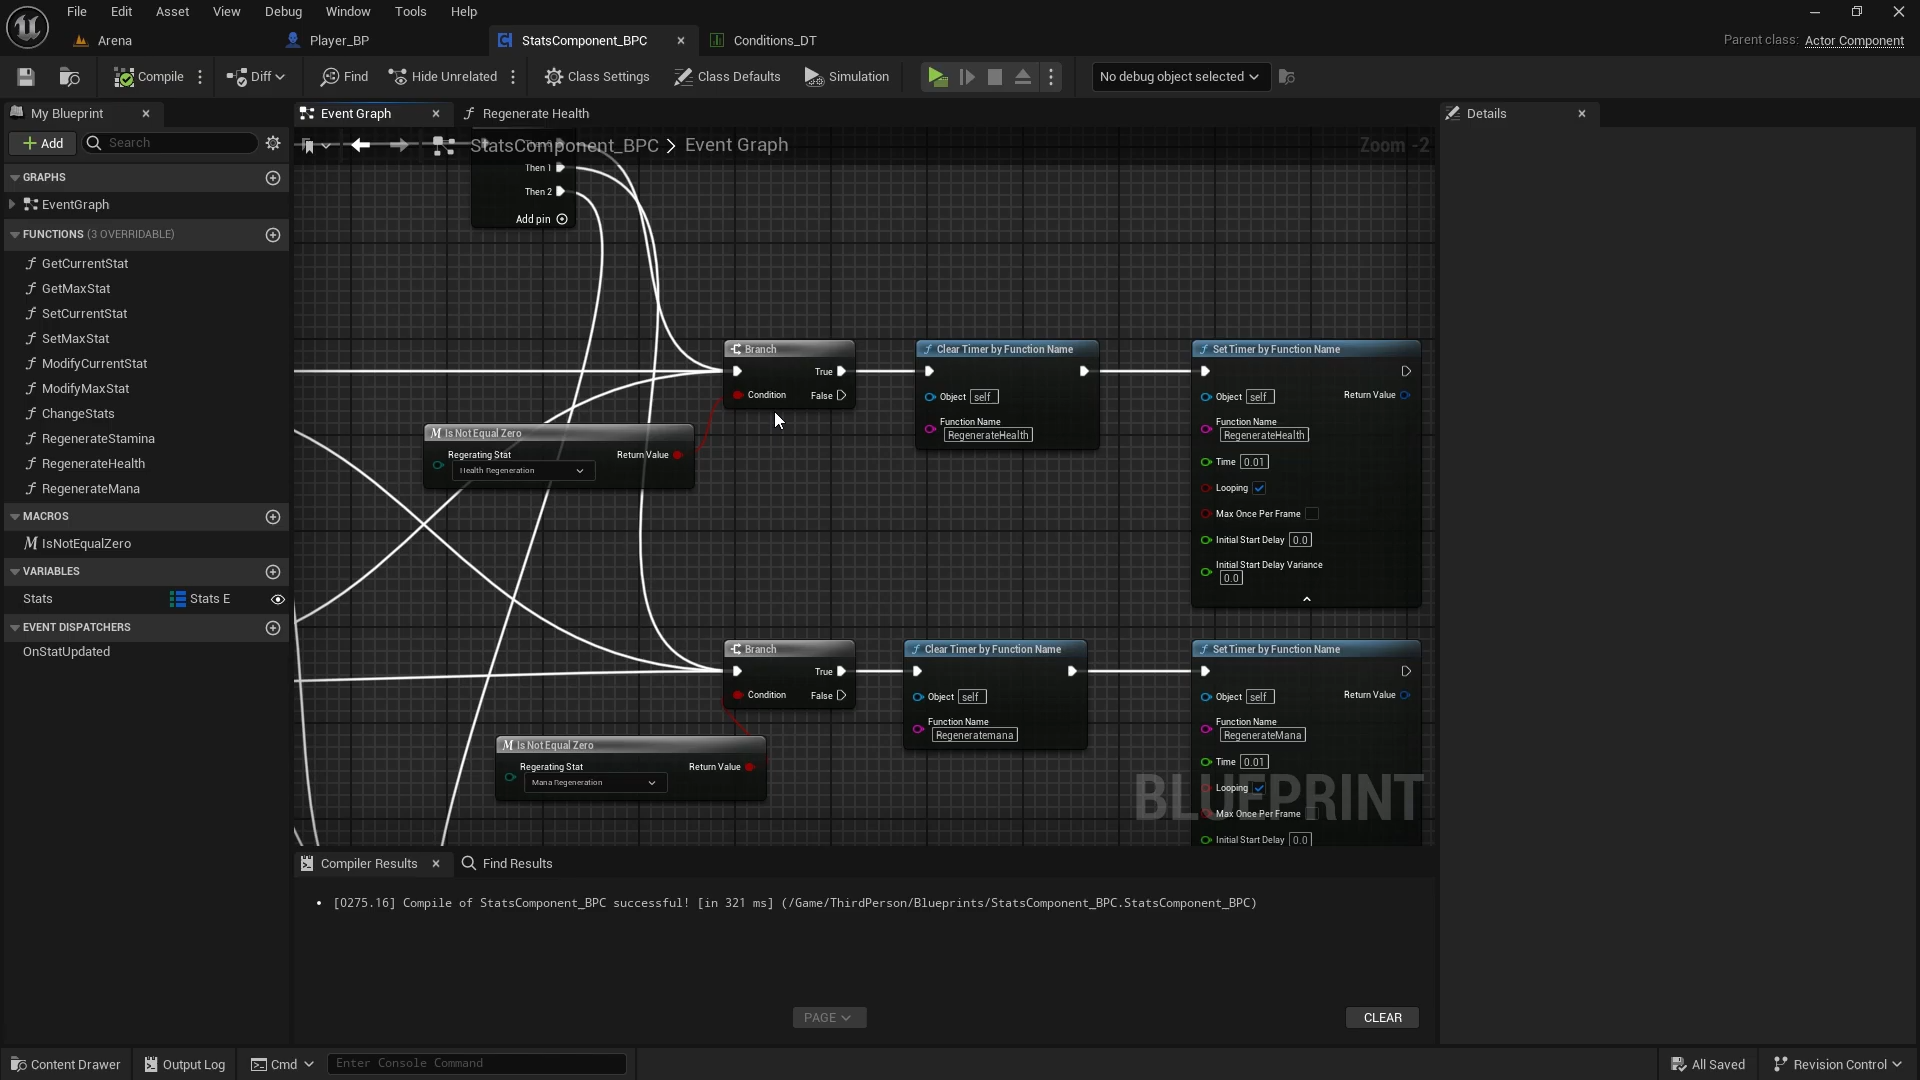 File Edit Asset View Debug Window Tools Help
Arena Player_BP StatsComponent_BPC Conditions_DT Parent class: Actor Component
Compile Diff Find Hide Unrelated Class Settings Class Defaults Simulation No debug object selected
My Blueprint
Add Search
GRAPHS
EventGraph
FUNCTIONS (3 OVERRIDABLE)
GetCurrentStat
GetMaxStat
SetCurrentStat
SetMaxStat
ModifyCurrentStat
ModifyMaxStat
ChangeStats
RegenerateStamina
RegenerateHealth
RegenerateMana
MACROS
IsNotEqualZero
VARIABLES
Stats Stats E
EVENT DISPATCHERS
OnStatUpdated
Event Graph Regenerate Health
StatsComponent_BPC > Event Graph Zoom -2
Then 1
Then 2
Add pin
Branch
True
Condition False
Is Not Equal Zero
Regerating Stat Return Value
Health Regeneration
Clear Timer by Function Name
Object self
Function Name
RegenerateHealth
Set Timer by Function Name
Object self Return Value
Function Name
RegenerateHealth
Time 0.01
Looping
Max Once Per Frame
Initial Start Delay 0.0
Initial Start Delay Variance
0.0
Branch
True
Condition False
Is Not Equal Zero
Regerating Stat Return Value
Mana Regeneration
Clear Timer by Function Name
Object self
Function Name
Regeneratemana
Set Timer by Function Name
Object self Return Value
Function Name
RegenerateMana
Time 0.01
Looping
Max Once Per Frame
Initial Start Delay 0.0
BLUEPRINT
Compiler Results Find Results
[0275.16] Compile of StatsComponent_BPC successful! [in 321 ms] (/Game/ThirdPerson/Blueprints/StatsComponent_BPC.StatsComponent_BPC)
PAGE CLEAR
Details
Content Drawer Output Log Cmd Enter Console Command All Saved Revision Control